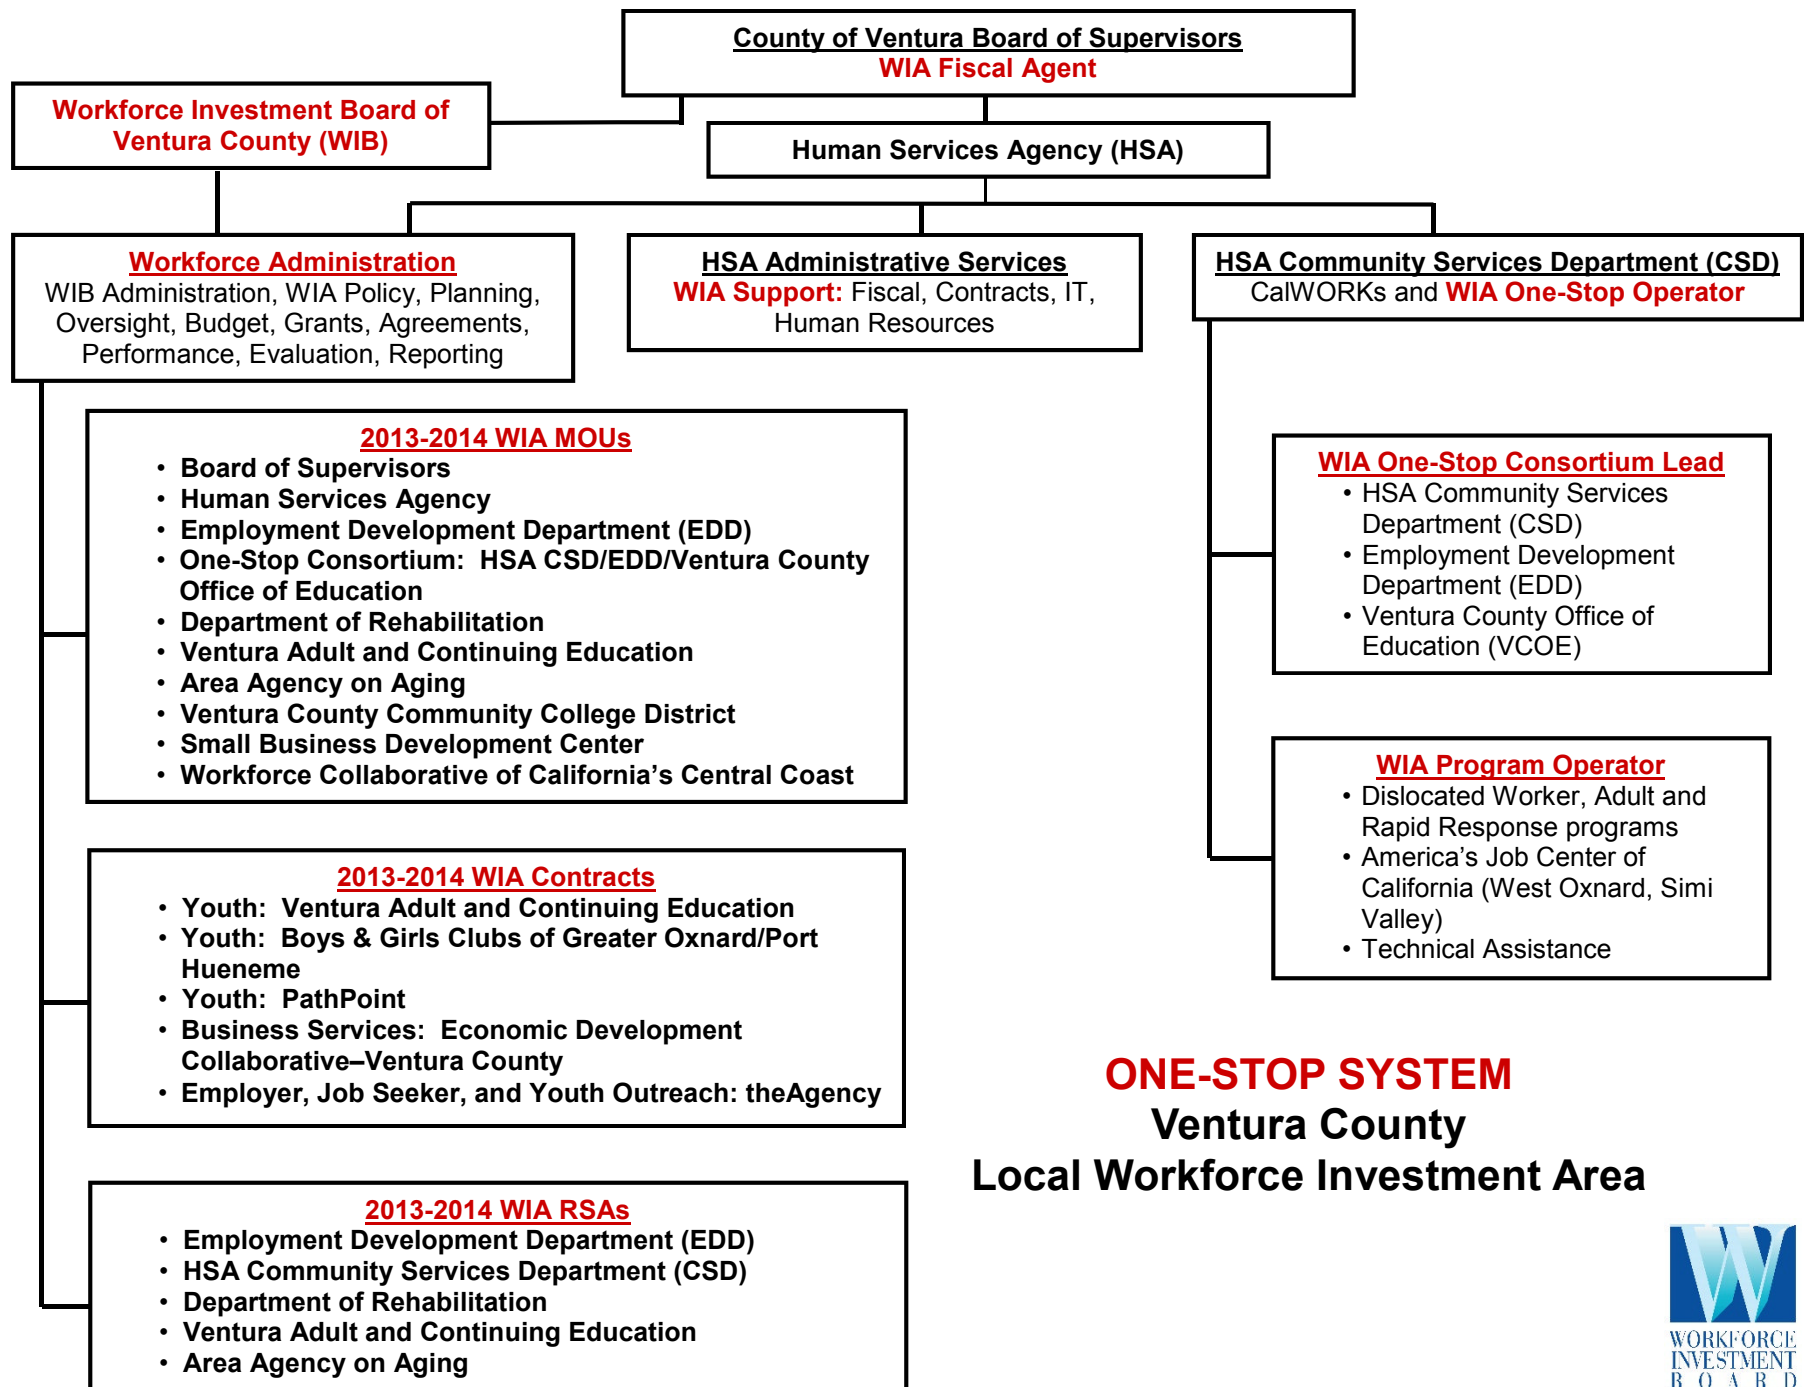 County of Ventura Board of Supervisors
WIA Fiscal Agent
Workforce Investment Board of
Ventura County (WIB)
Human Services Agency (HSA)
Workforce Administration
WIB Administration, WIA Policy, Planning,
Oversight, Budget, Grants, Agreements,
Performance, Evaluation, Reporting
HSA Administrative Services
WIA Support: Fiscal, Contracts, IT,
Human Resources
HSA Community Services Department (CSD)
CalWORKs and WIA One-Stop Operator
2013-2014 WIA MOUs
• Board of Supervisors
• Human Services Agency
• Employment Development Department (EDD)
• One-Stop Consortium: HSA CSD/EDD/Ventura County
Office of Education
• Department of Rehabilitation
• Ventura Adult and Continuing Education
• Area Agency on Aging
• Ventura County Community College District
• Small Business Development Center
• Workforce Collaborative of California’s Central Coast
WIA One-Stop Consortium Lead
• HSA Community Services
Department (CSD)
• Employment Development
Department (EDD)
• Ventura County Office of
Education (VCOE)
WIA Program Operator
• Dislocated Worker, Adult and
Rapid Response programs
• America’s Job Center of
California (West Oxnard, Simi
Valley)
• Technical Assistance
2013-2014 WIA Contracts
• Youth: Ventura Adult and Continuing Education
• Youth: Boys & Girls Clubs of Greater Oxnard/Port
Hueneme
• Youth: PathPoint
• Business Services: Economic Development
Collaborative–Ventura County
• Employer, Job Seeker, and Youth Outreach: theAgency
2013-2014 WIA RSAs
• Employment Development Department (EDD)
• HSA Community Services Department (CSD)
• Department of Rehabilitation
• Ventura Adult and Continuing Education
• Area Agency on Aging
ONE-STOP SYSTEM
Ventura County
Local Workforce Investment Area
W
WORKFORCE
INVESTMENT
BOARD